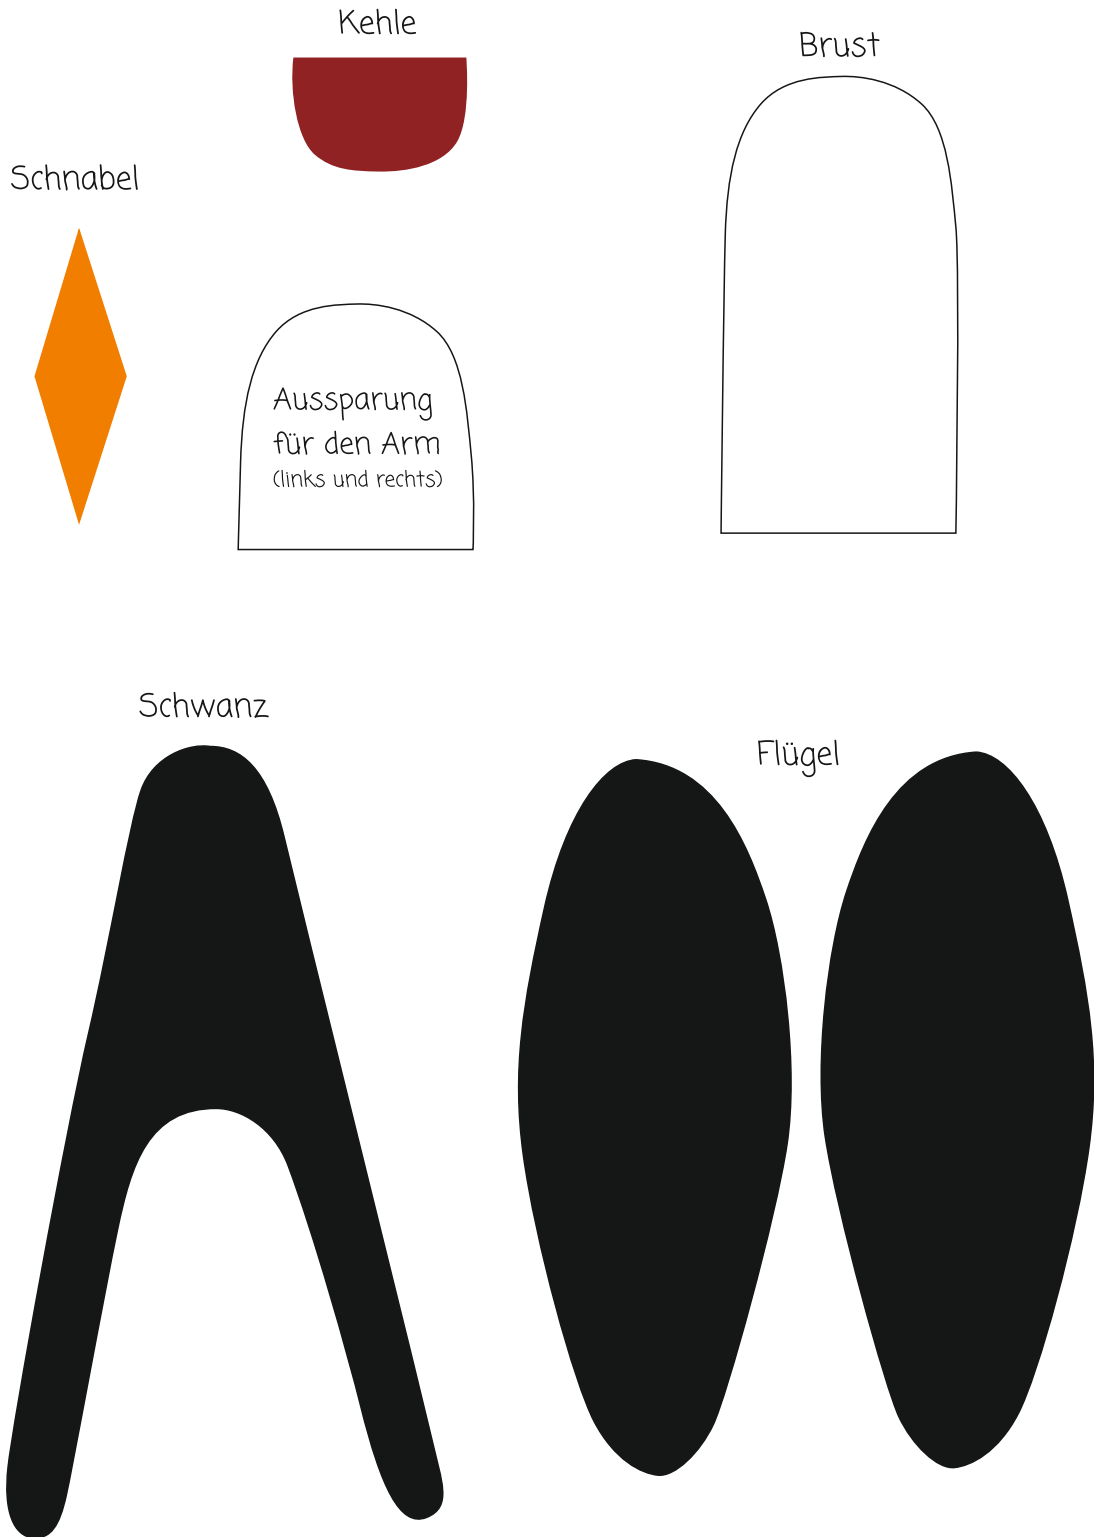 Kehle
Brust
Schnabel
Aussparung
für den Arm
(links und rechts)
Schwanz
Flügel